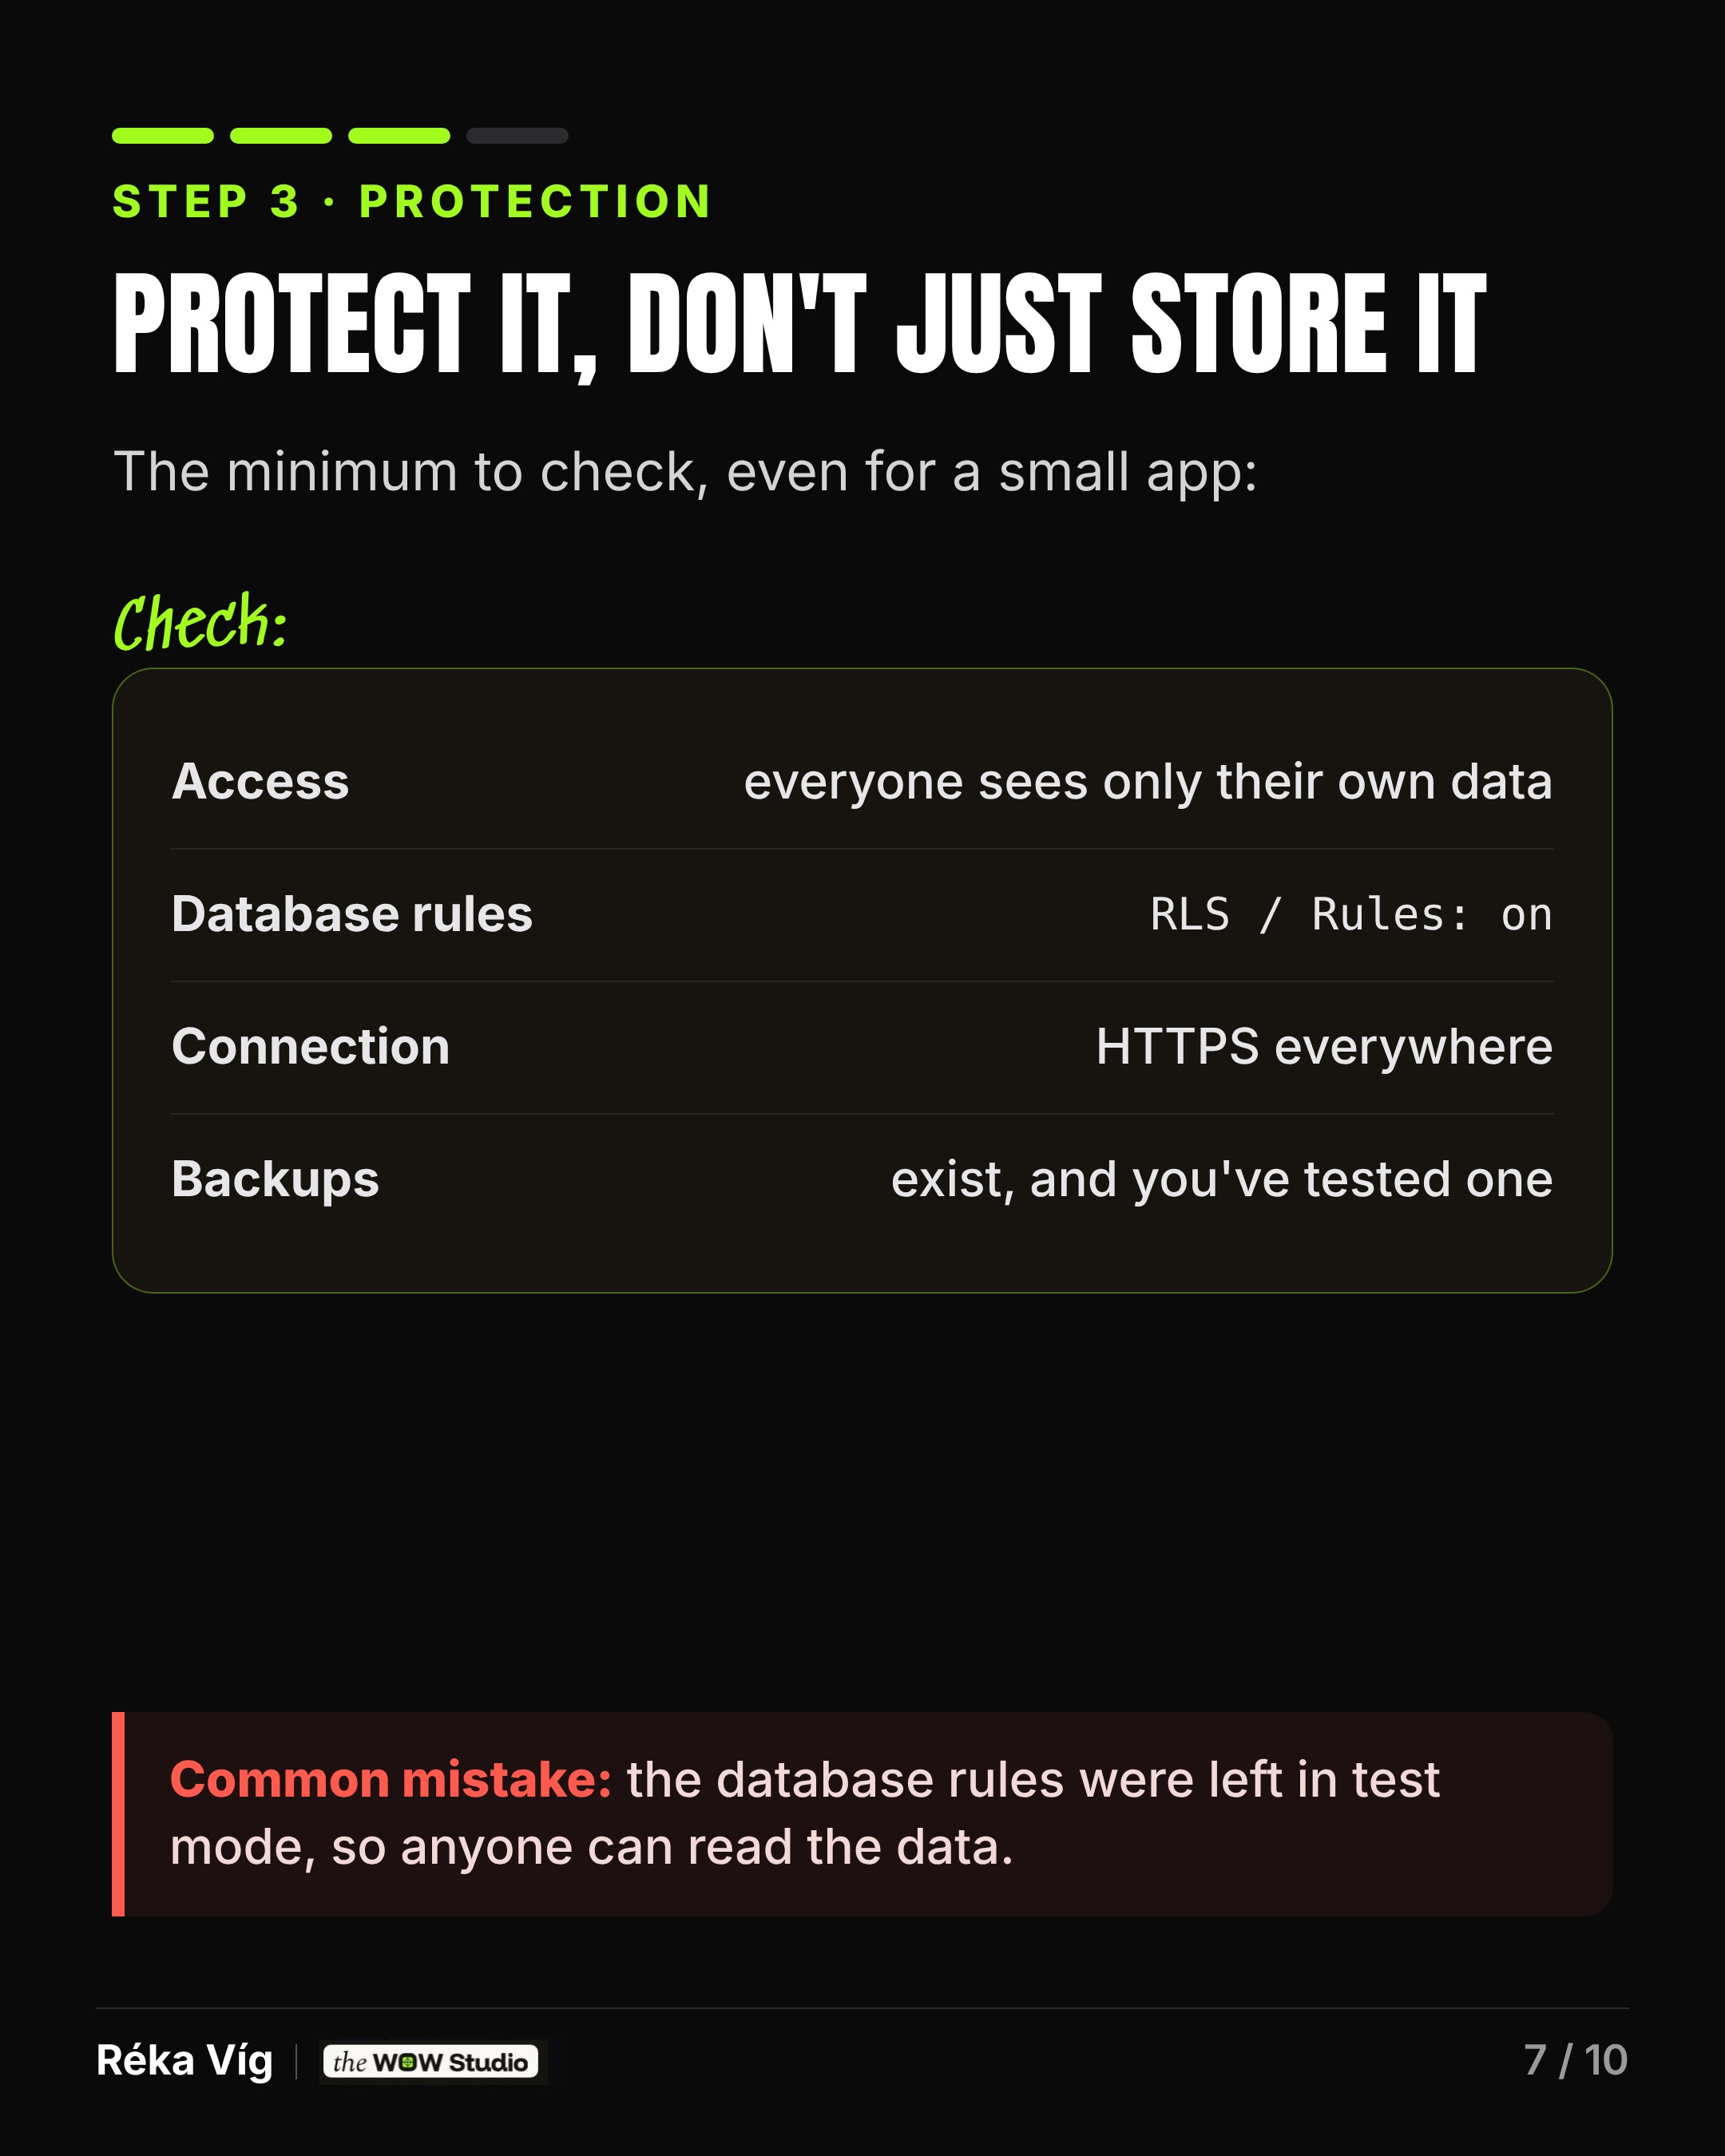 STEP 3 · PROTECTION
PROTECT IT, DON'T JUST STORE IT
The minimum to check, even for a small app:
Check:
Access everyone sees only their own data
Database rules RLS / Rules: on
Connection HTTPS everywhere
Backups exist, and you've tested one
Common mistake: the database rules were left in test
mode, so anyone can read the data.
Réka Víg the WOW Studio 7 / 10